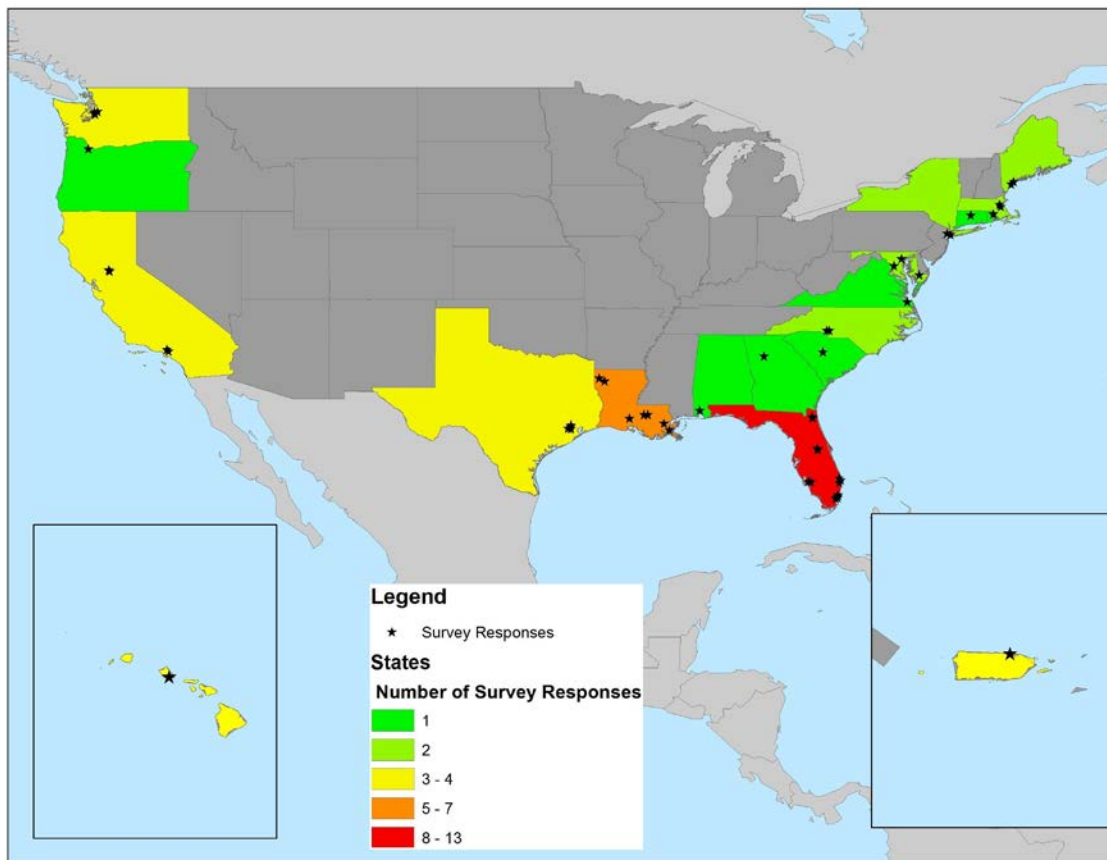 Legend
Survey Responses
States
Number of Survey Responses
1
2
3 - 4
5 - 7
8 - 13